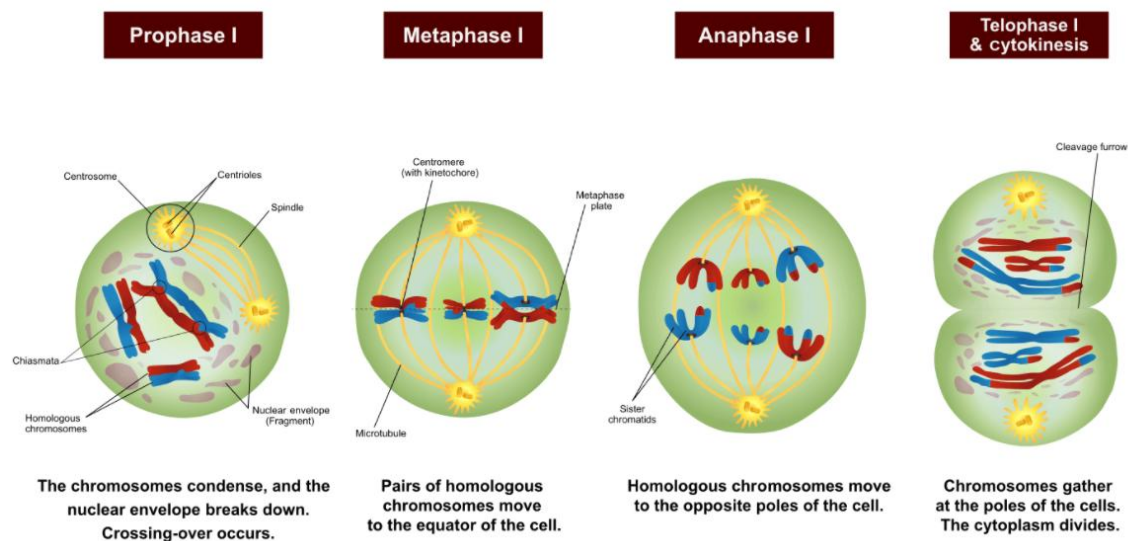 Prophase I
Metaphase I
Anaphase I
Telophase I
& cytokinesis
Centrosome
Centrioles
Spindle
Chiasmata
Homologous
chromosomes
Nuclear envelope
(Fragment)
Centromere
(with kinetochore)
Metaphase
plate
Microtubule
Sister
chromatids
Cleavage furrow
The chromosomes condense, and the
nuclear envelope breaks down.
Crossing-over occurs.
Pairs of homologous
chromosomes move
to the equator of the cell.
Homologous chromosomes move
to the opposite poles of the cell.
Chromosomes gather
at the poles of the cells.
The cytoplasm divides.